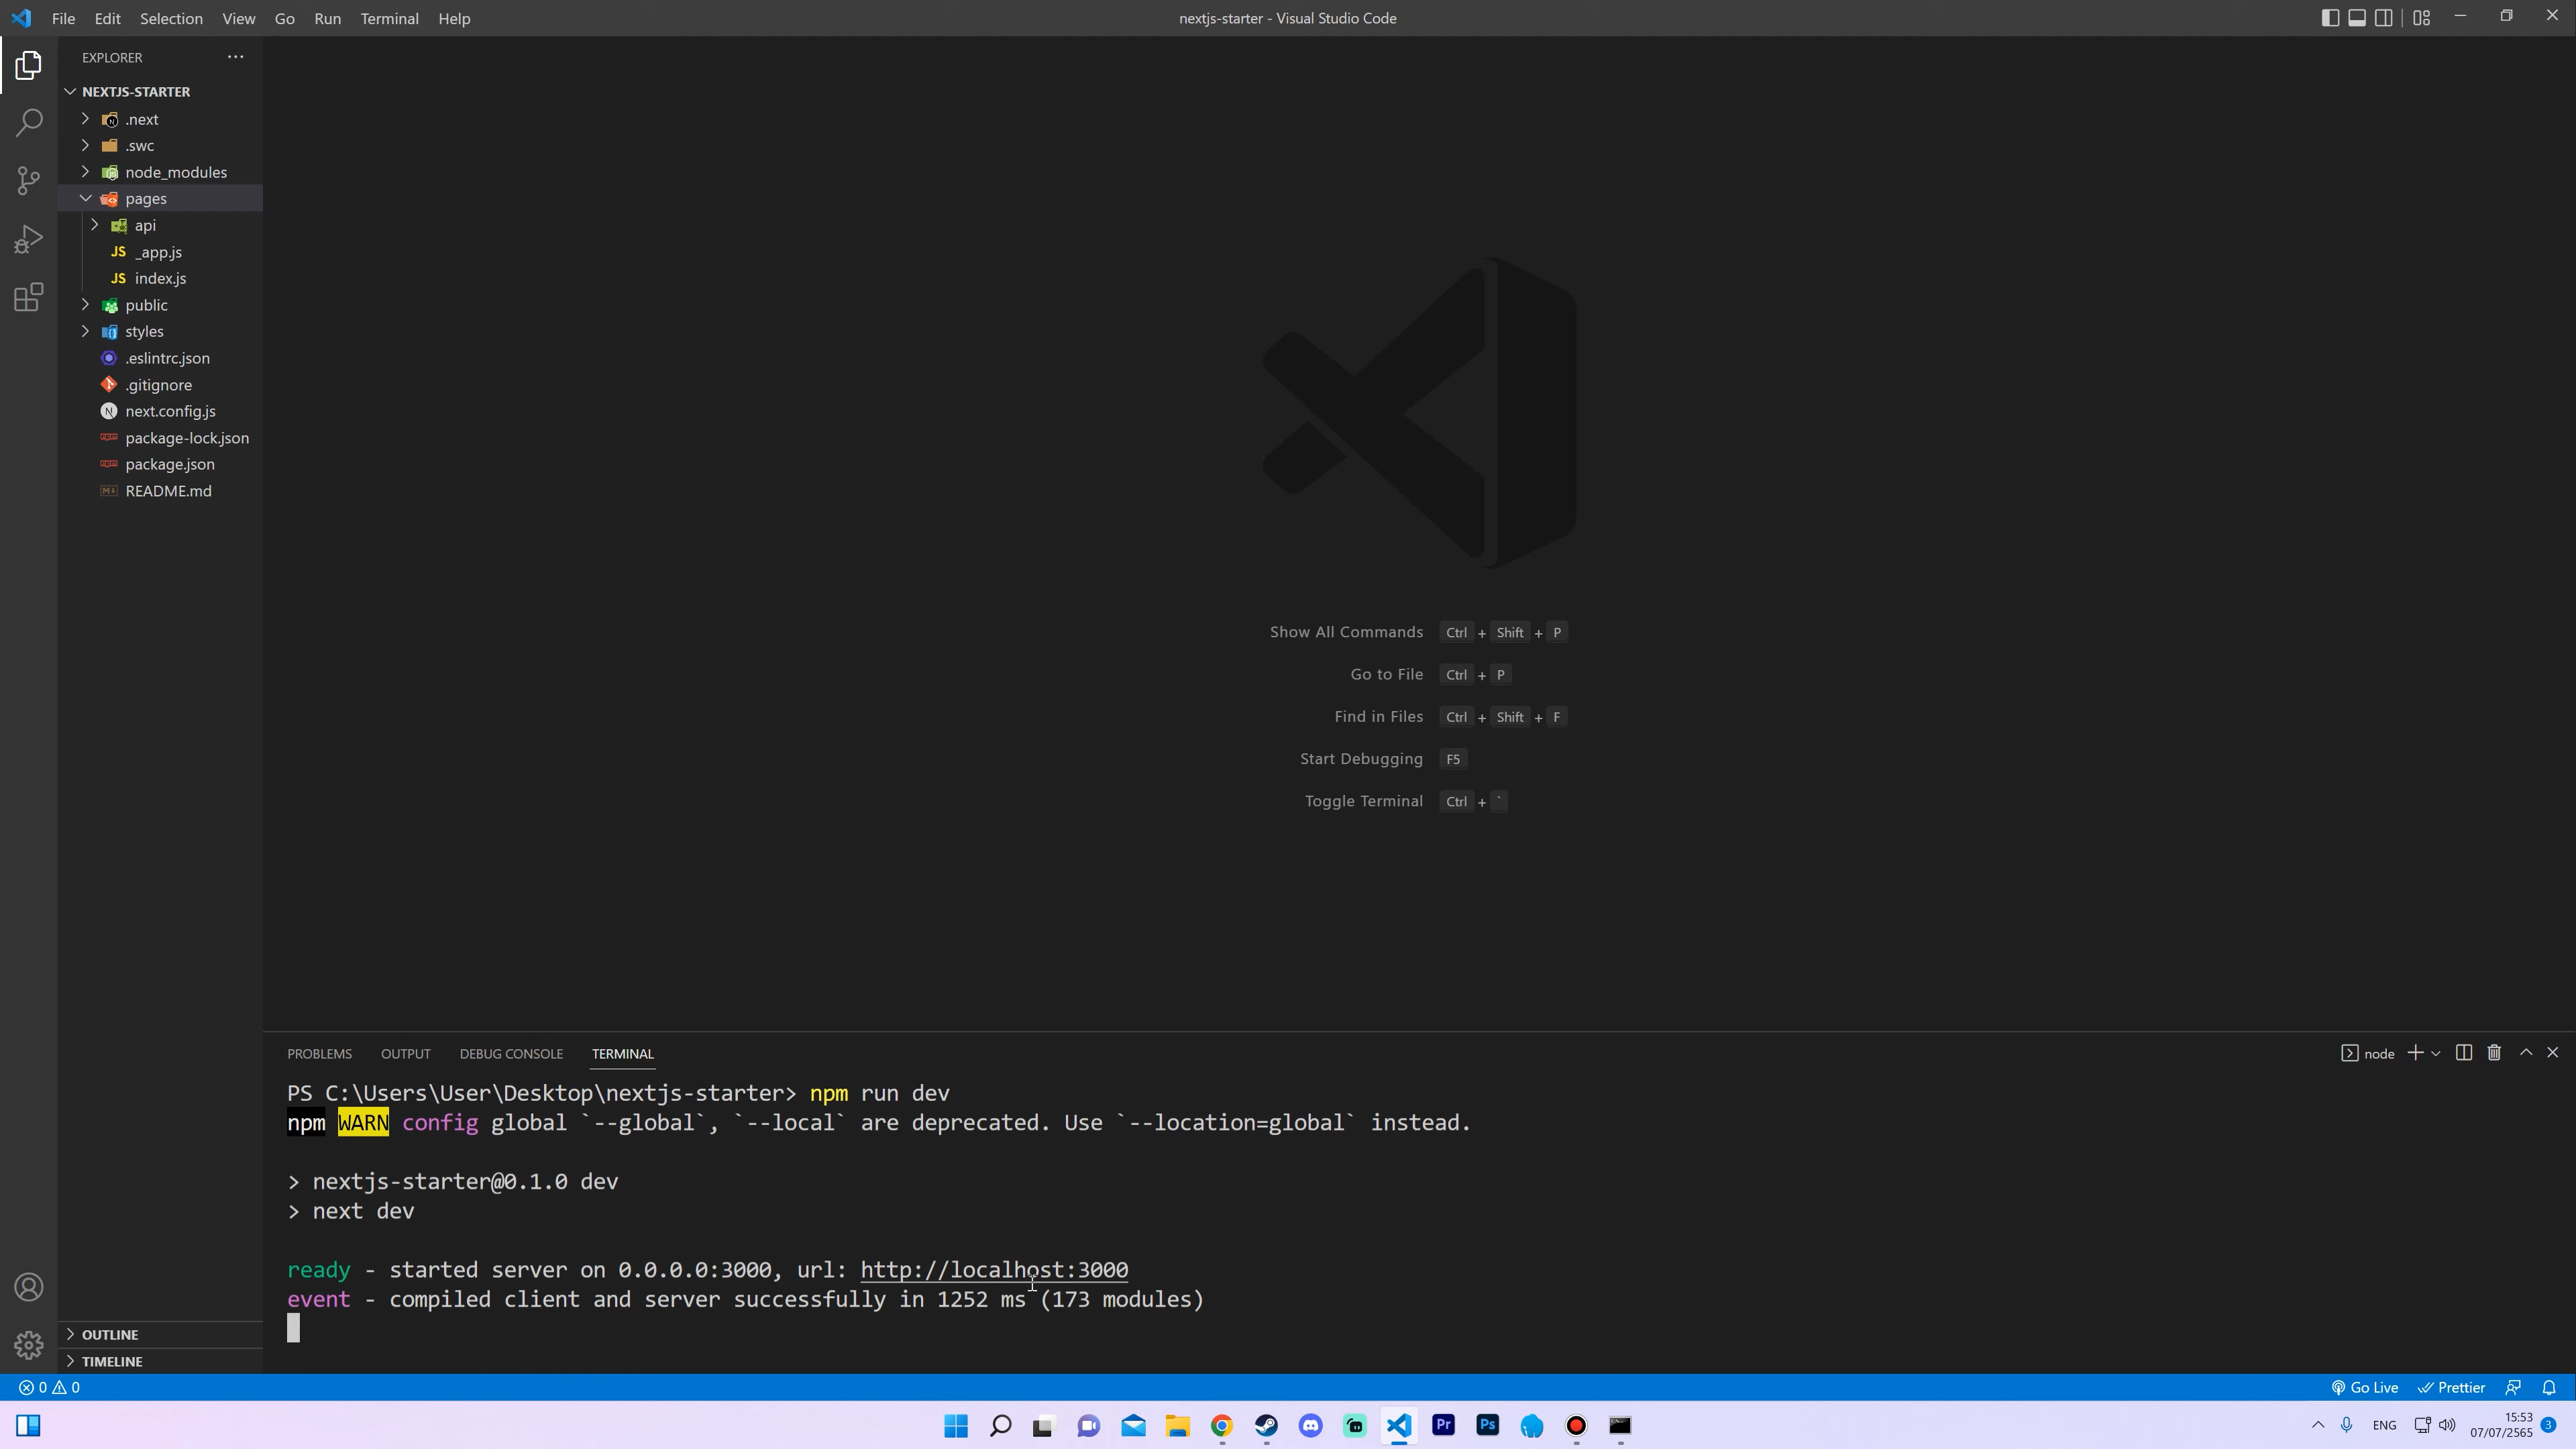 File Edit Selection View Go Run Terminal Help
nextjs-starter - Visual Studio Code
EXPLORER
NEXTJS-STARTER
.next
.swc
node_modules
pages
api
JS _app.js
JS index.js
public
styles
.eslintrc.json
.gitignore
N next.config.js
package-lock.json
package.json
README.md
OUTLINE
TIMELINE
Show All Commands Ctrl + Shift + P
Go to File Ctrl + P
Find in Files Ctrl + Shift + F
Start Debugging F5
Toggle Terminal Ctrl + `
PROBLEMS OUTPUT DEBUG CONSOLE TERMINAL
node
PS C:\Users\User\Desktop\nextjs-starter> npm run dev
npm WARN config global `--global`, `--local` are deprecated. Use `--location=global` instead.
> nextjs-starter@0.1.0 dev
> next dev
ready - started server on 0.0.0.0:3000, url: http://localhost:3000
event - compiled client and server successfully in 1252 ms (173 modules)
0 0
Go Live Prettier
Pr Ps
ENG
15:53
07/07/2565
3